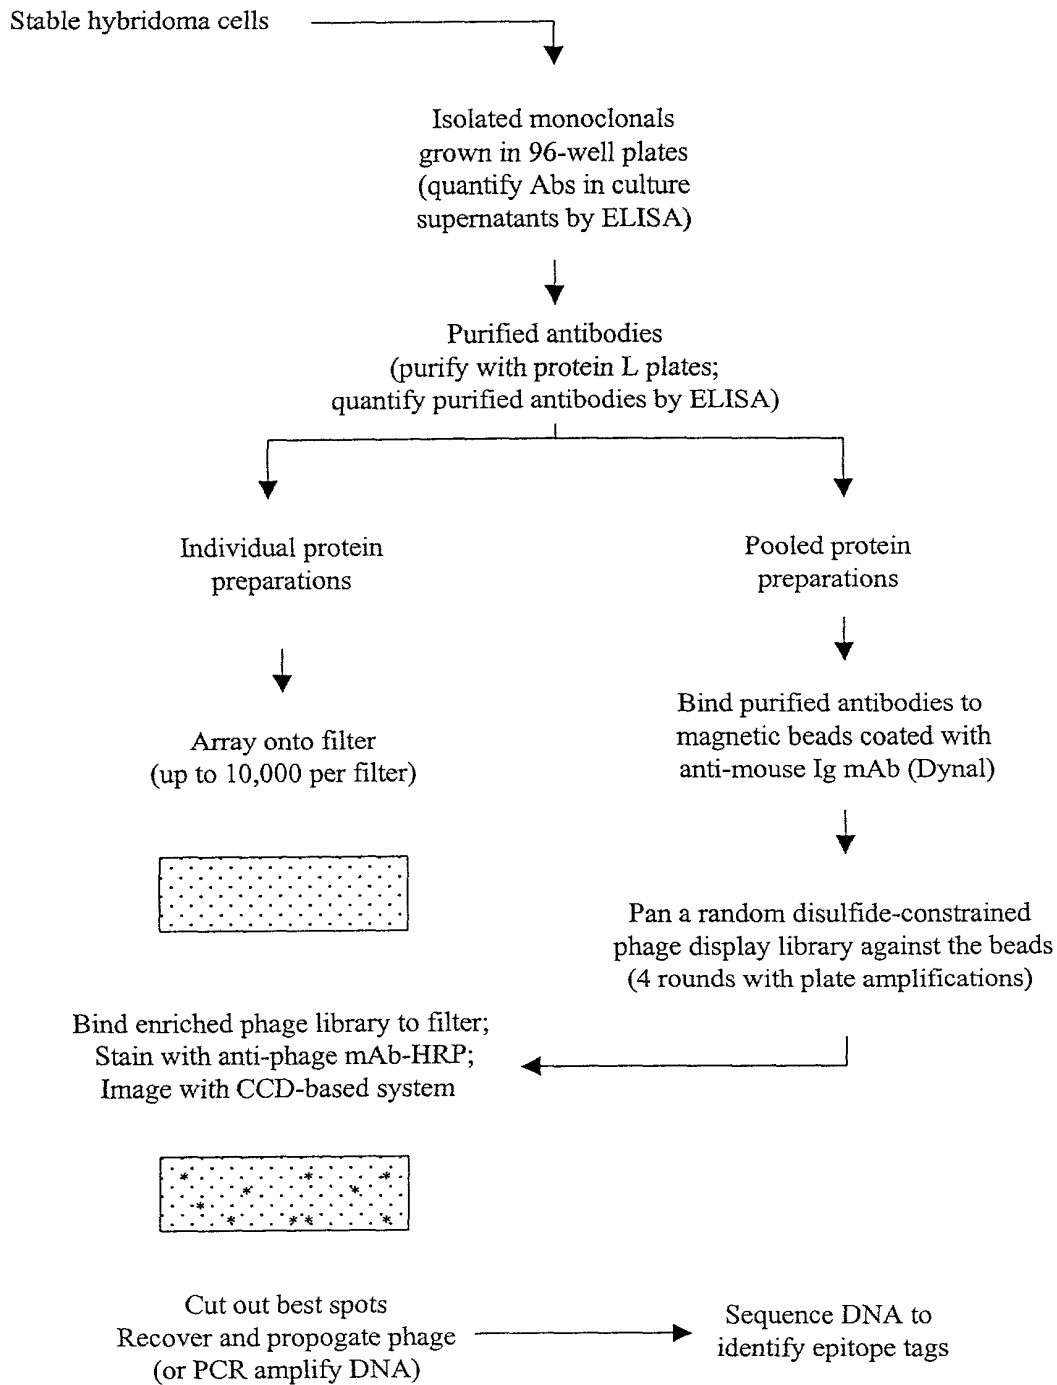 Stable hybridoma cells
Isolated monoclonals
grown in 96-well plates
(quantify Abs in culture
supernatants by ELISA)
Purified antibodies
(purify with protein L plates;
quantify purified antibodies by ELISA)
Individual protein
preparations
Pooled protein
preparations
Array onto filter
(up to 10,000 per filter)
Bind purified antibodies to
magnetic beads coated with
anti-mouse Ig mAb (Dynal)
Pan a random disulfide-constrained
phage display library against the beads
(4 rounds with plate amplifications)
Bind enriched phage library to filter;
Stain with anti-phage mAb-HRP;
Image with CCD-based system
Cut out best spots
Recover and propogate phage
(or PCR amplify DNA)
Sequence DNA to
identify epitope tags